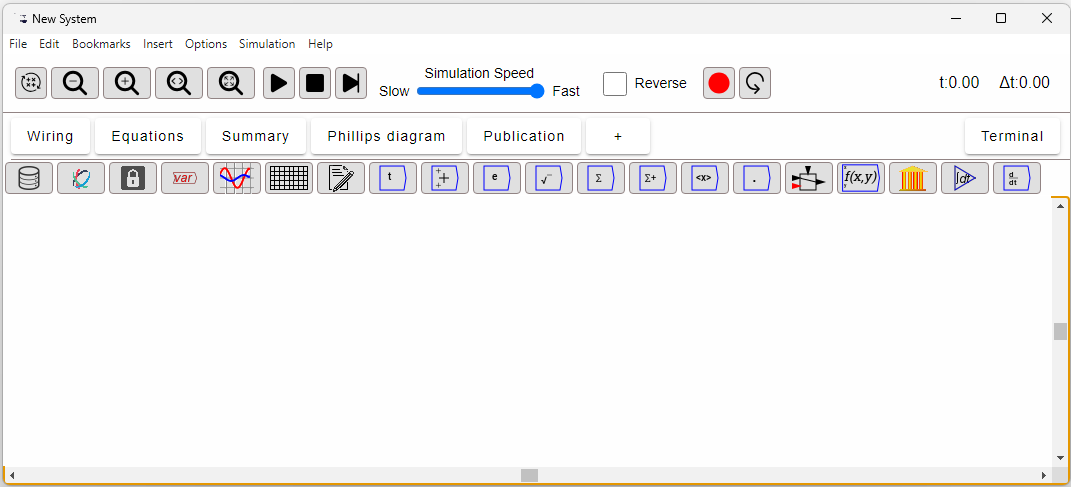 New System
File Edit Bookmarks Insert Options Simulation Help
Simulation Speed
Slow Fast Reverse t:0.00 Δt:0.00
Wiring Equations Summary Phillips diagram Publication + Terminal
var t e √ Σ Σ+ <x> . f(x,y) ∫dt d/dt